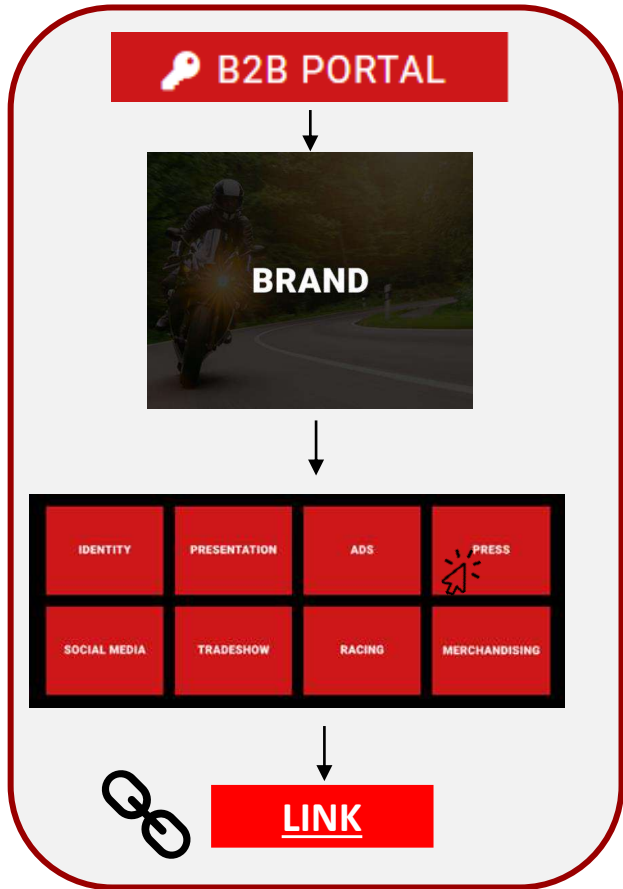 B2B PORTAL
BRAND
IDENTITY PRESENTATION ADS PRESS
SOCIAL MEDIA TRADESHOW RACING MERCHANDISING
LINK